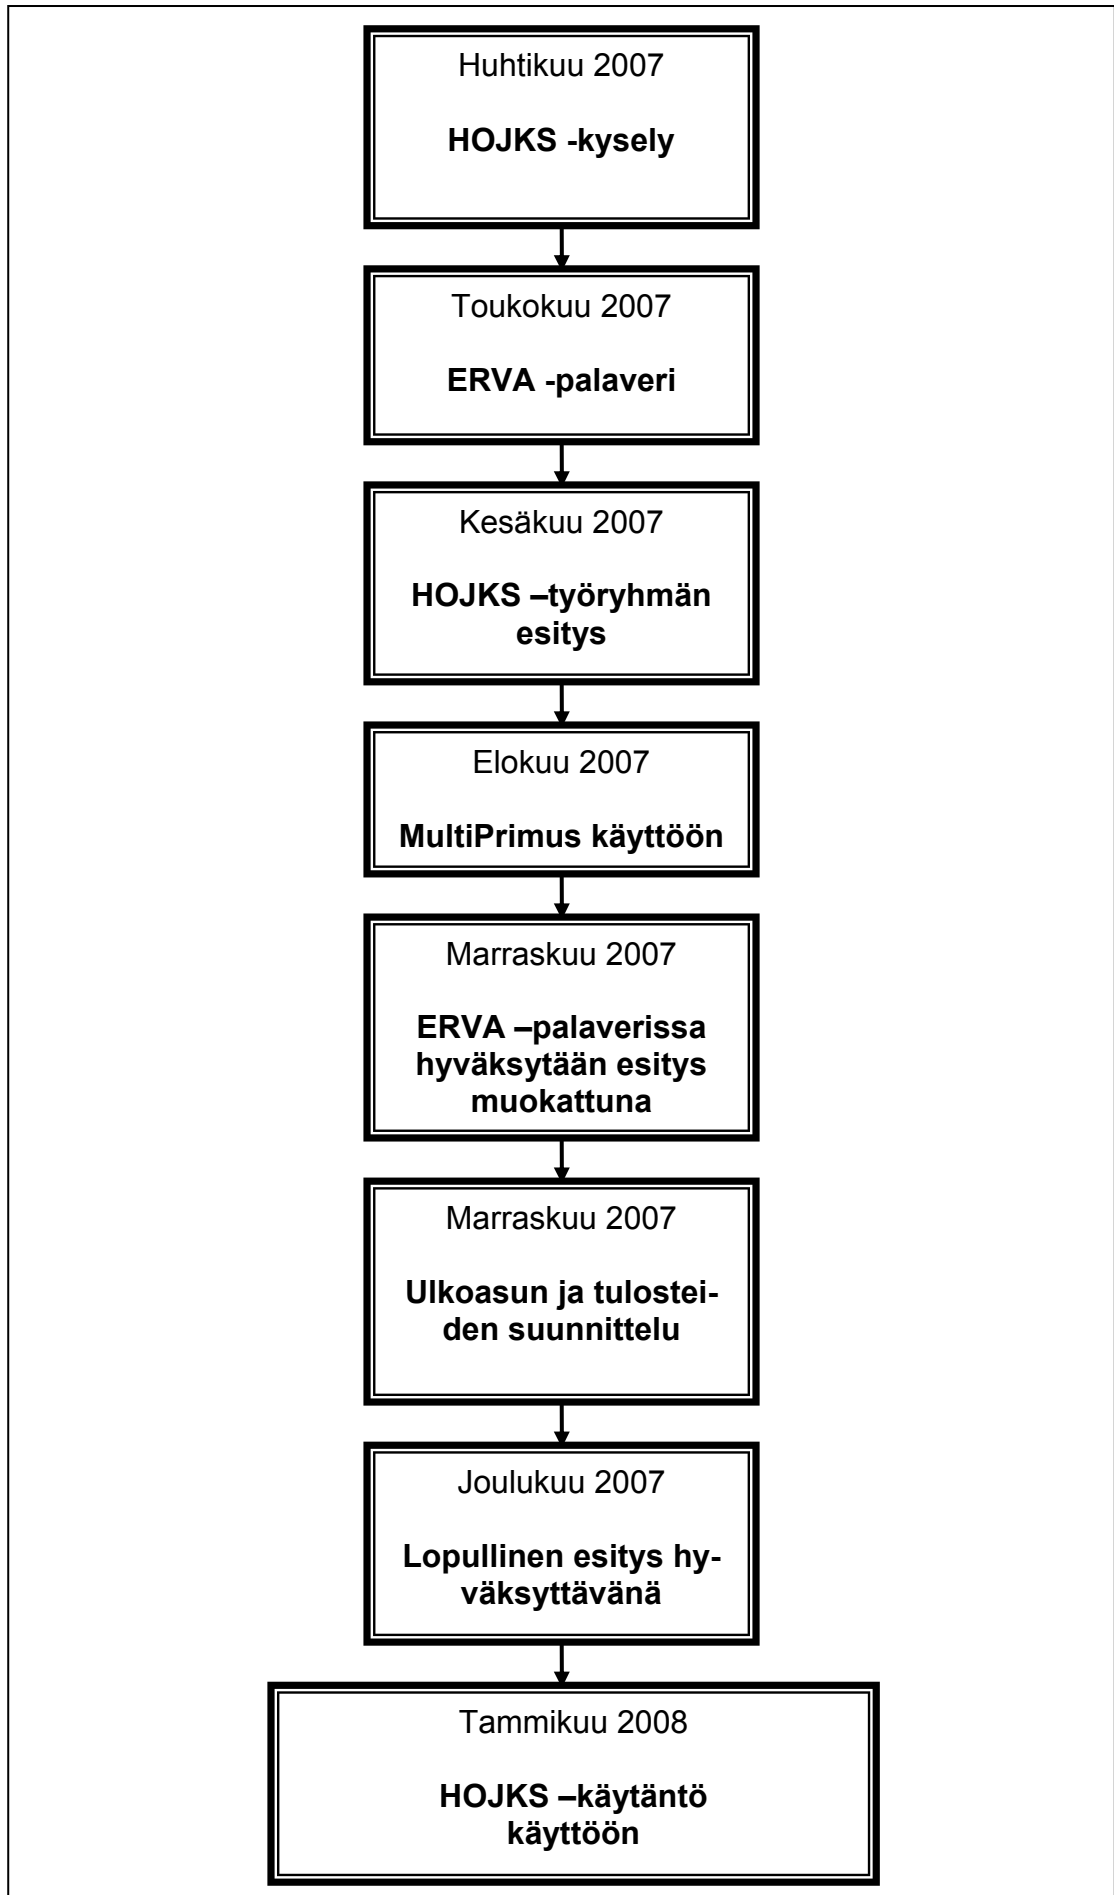 Huhtikuu 2007
HOJKS -kysely
Toukokuu 2007
ERVA -palaveri
Kesäkuu 2007
HOJKS –työryhmän
esitys
Elokuu 2007
MultiPrimus käyttöön
Marraskuu 2007
ERVA –palaverissa
hyväksytään esitys
muokattuna
Marraskuu 2007
Ulkoasun ja tulostei-
den suunnittelu
Joulukuu 2007
Lopullinen esitys hy-
väksyttävänä
Tammikuu 2008
HOJKS –käytäntö
käyttöön